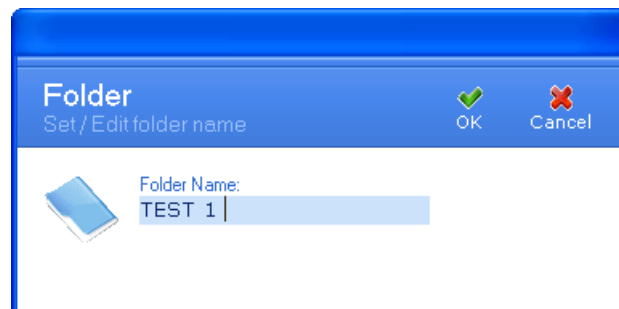 Folder
Set / Edit folder name
OK
Cancel
Folder Name:
TEST 1